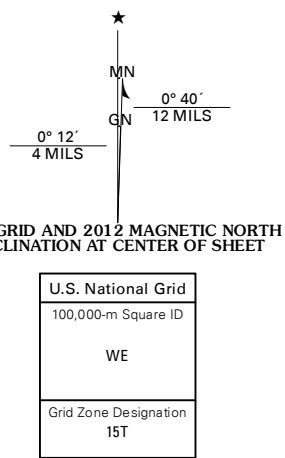 ★
MN
0° 40´
GN
12 MILS
0° 12´
4 MILS
GRID AND 2012 MAGNETIC NORTH
CLINATION AT CENTER OF SHEET
U.S. National Grid
100,000-m Square ID
WE
Grid Zone Designation
15T